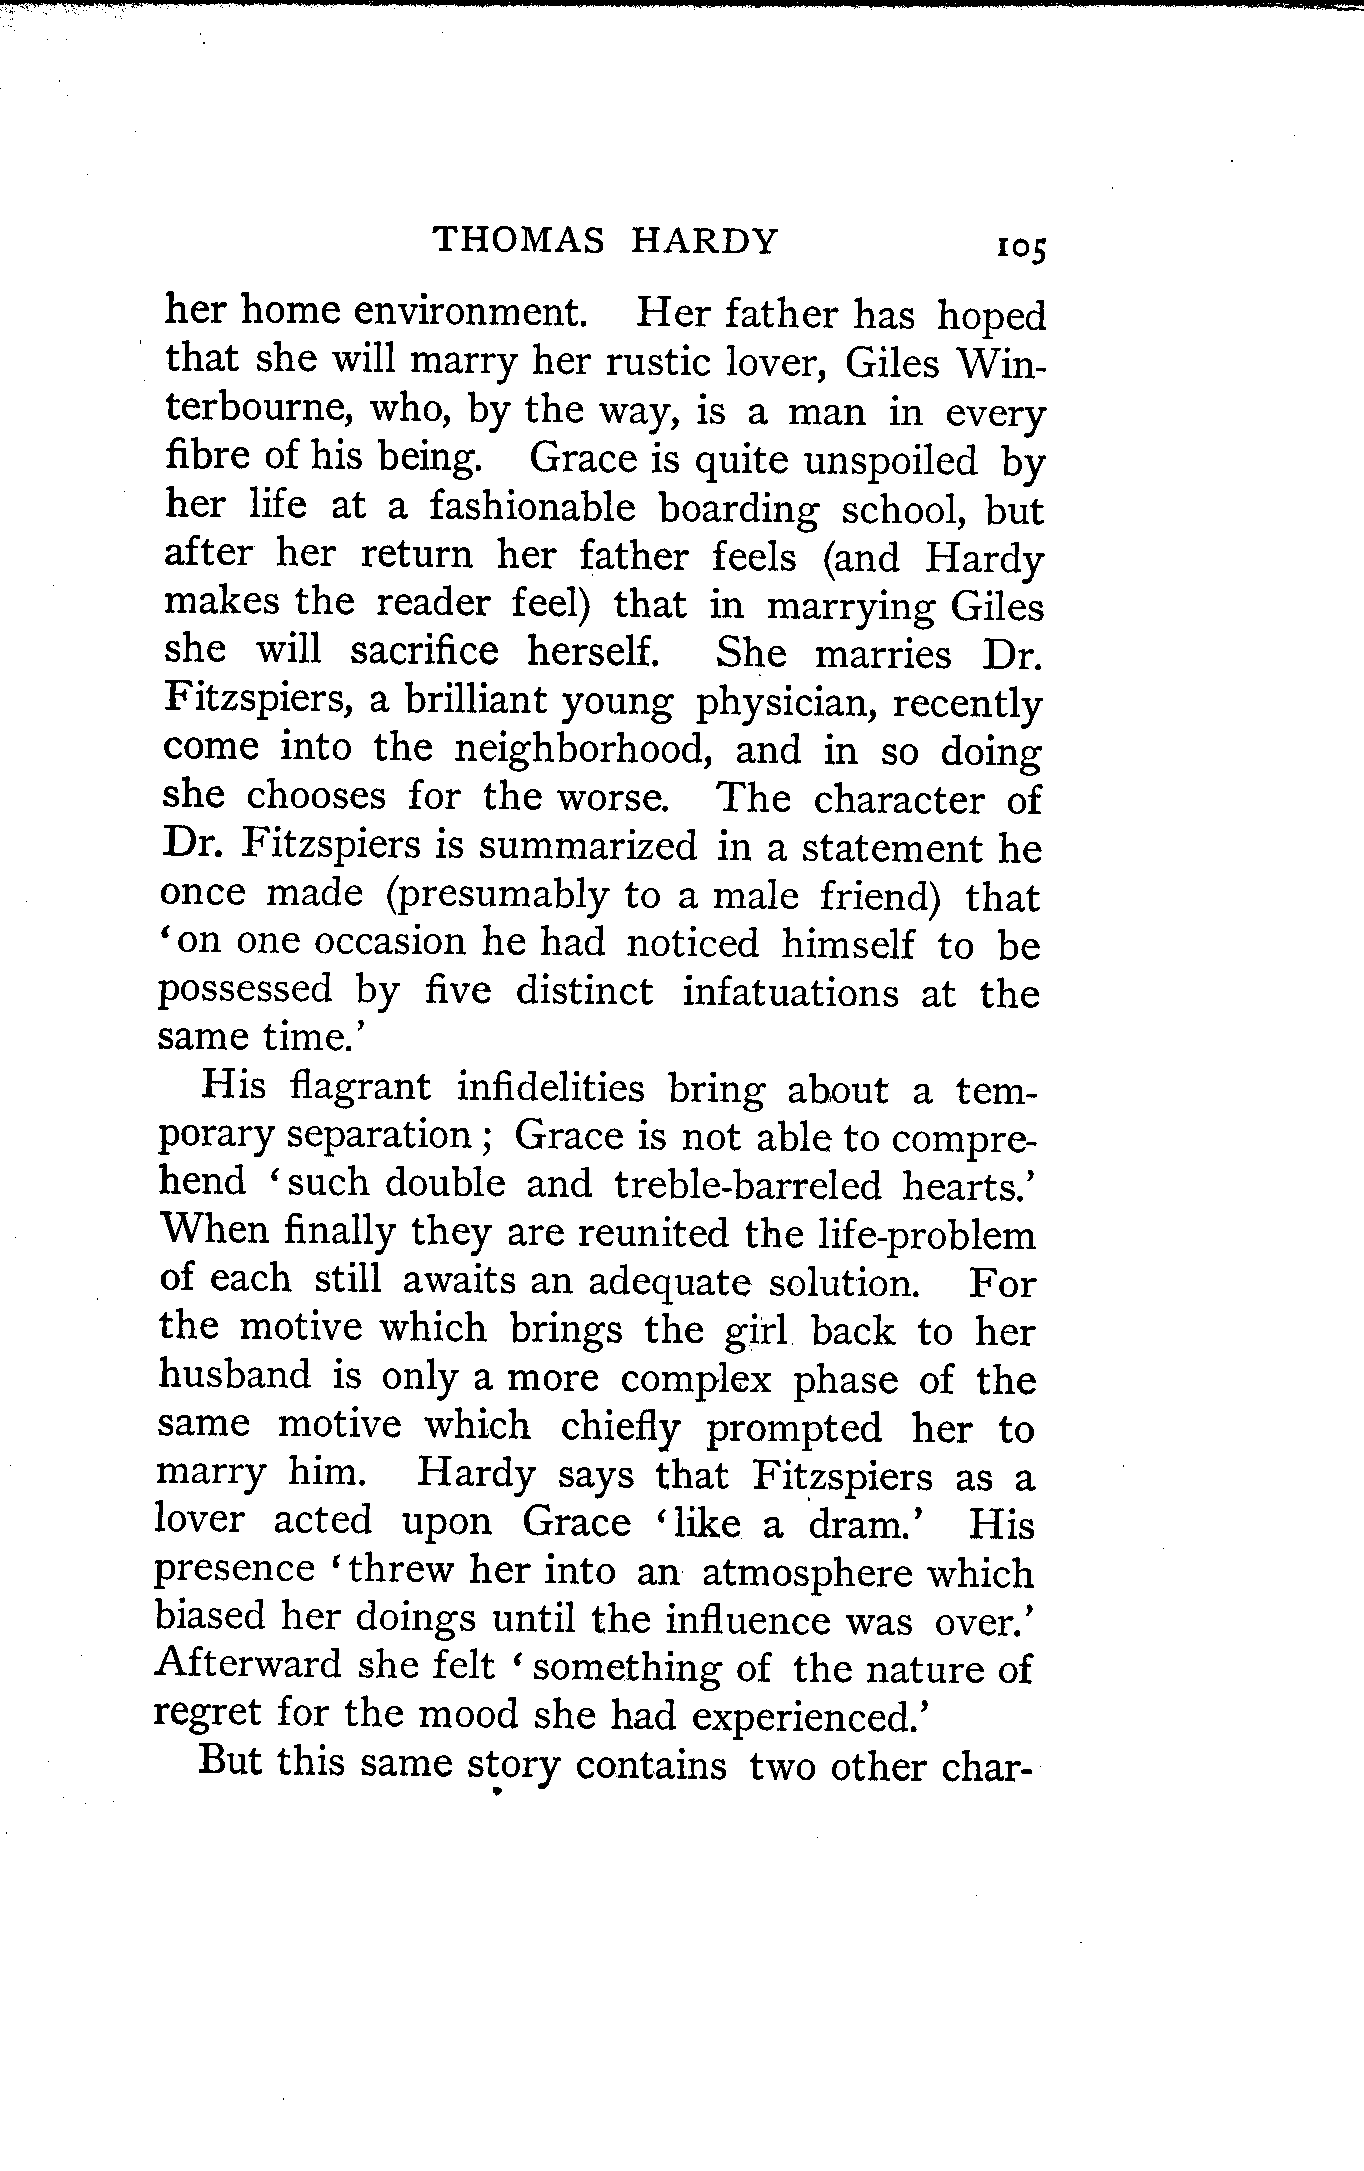 THOMAS HARDY 105
her home environment. Her father has hoped
that she will marry her rustic lover, Giles Win-
terbourne, who, by the way, is a man in every
fibre of his being. Grace is quite unspoiled by
her life at a fashionable boarding school, but
after her return her father feels (and Hardy
makes the reader feel) that in marrying Giles
she will sacrifice herself. She marries Dr.
Fitzspiers, a brilliant young physician, recently
come into the neighborhood, and in so doing
she chooses for the worse. The character of
Dr. Fitzspiers is summarized in a statement he
once made (presumably to a male friend) that
‘on one occasion he had noticed himself to be
possessed by five distinct infatuations at the
same time.’
His flagrant infidelities bring about a tem-
porary separation; Grace is not able to compre-
hend ‘such double and treble-barreled hearts.’
When finally they are reunited the life-problem
of each still awaits an adequate solution. For
the motive which brings the girl back to her
husband is only a more complex phase of the
same motive which chiefly prompted her to
marry him. Hardy says that Fitzspiers as a
lover acted upon Grace ‘like a dram.’ His
presence ‘threw her into an atmosphere which
biased her doings until the influence was over.’
Afterward she felt ‘something of the nature of
regret for the mood she had experienced.’
But this same story contains two other char-